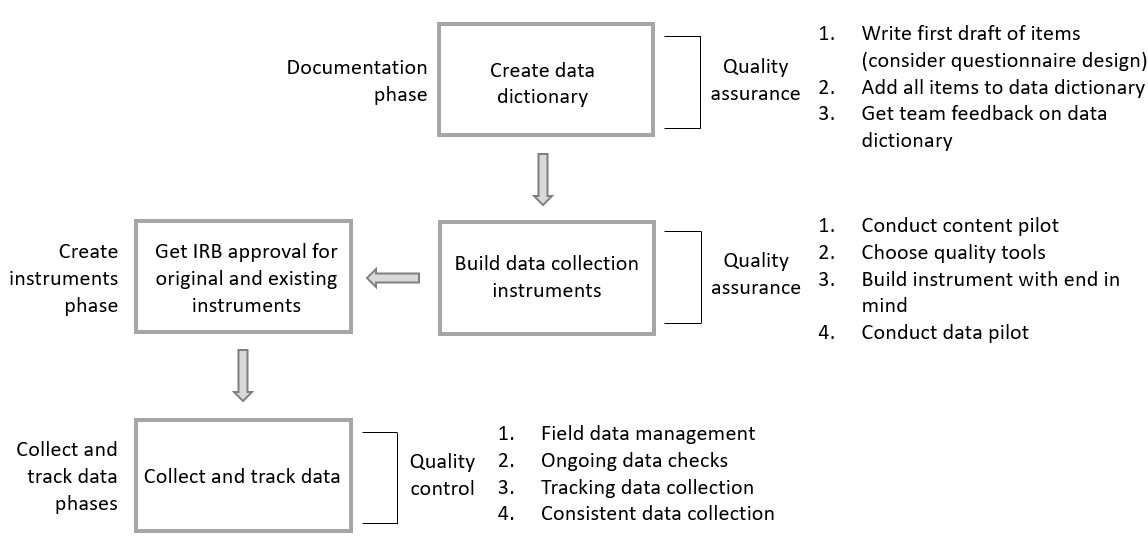 Documentation
phase
Create data
dictionary
Quality
assurance
1. Write first draft of items
(consider questionnaire design)
2. Add all items to data dictionary
3. Get team feedback on data
dictionary
Create
instruments
phase
Get IRB approval for
original and existing
instruments
Build data collection
instruments
Quality
assurance
1. Conduct content pilot
2. Choose quality tools
3. Build instrument with end in
mind
4. Conduct data pilot
Collect and
track data
phases
Collect and track data
Quality
control
1. Field data management
2. Ongoing data checks
3. Tracking data collection
4. Consistent data collection